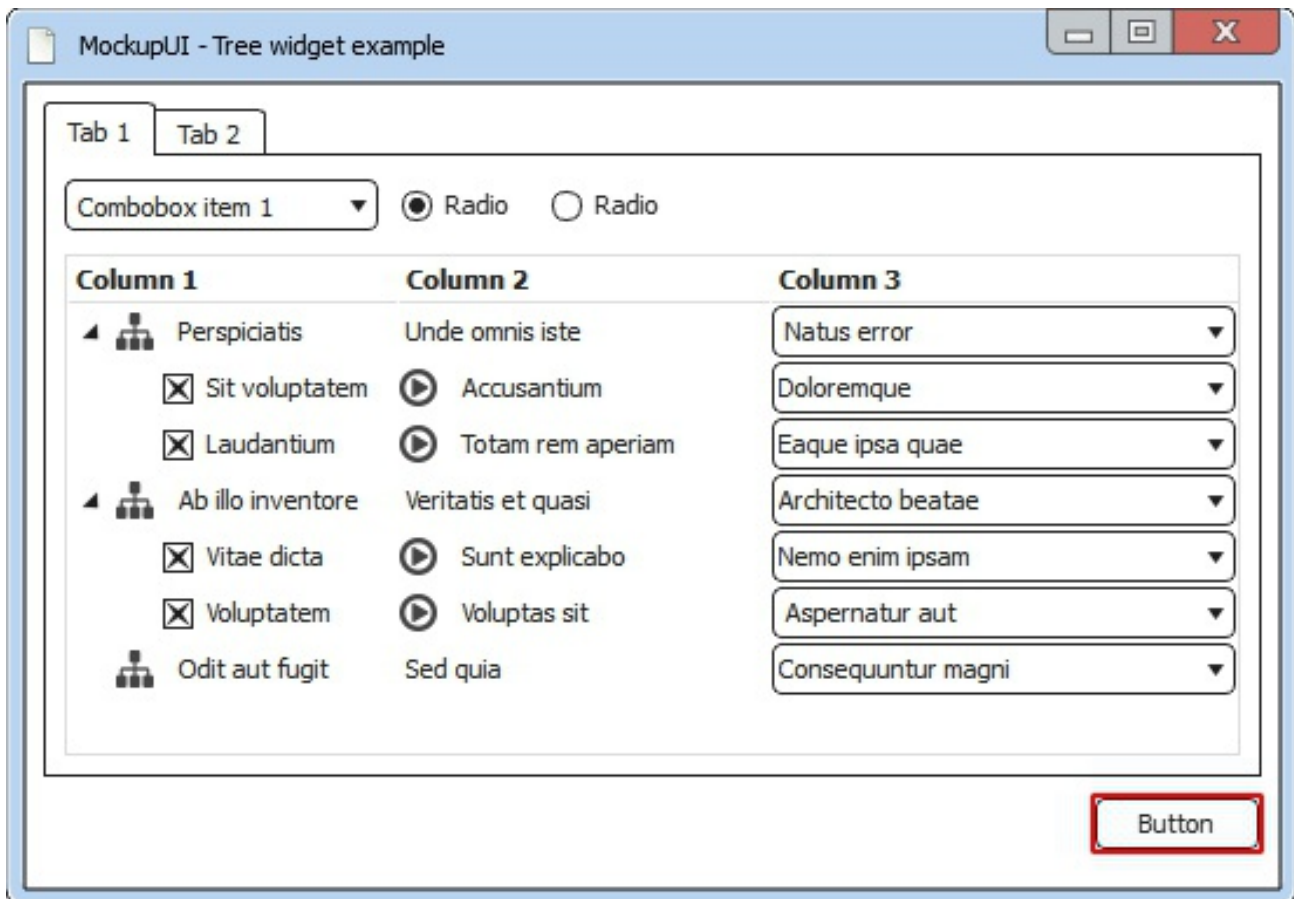 MockupUI - Tree widget example
Tab 1 Tab 2
Combobox item 1 Radio Radio
Column 1 Column 2 Column 3
Perspiciatis Unde omnis iste Natus error
Sit voluptatem Accusantium Doloremque
Laudantium Totam rem aperiam Eaque ipsa quae
Ab illo inventore Veritatis et quasi Architecto beatae
Vitae dicta Sunt explicabo Nemo enim ipsam
Voluptatem Voluptas sit Aspernatur aut
Odit aut fugit Sed quia Consequuntur magni
Button